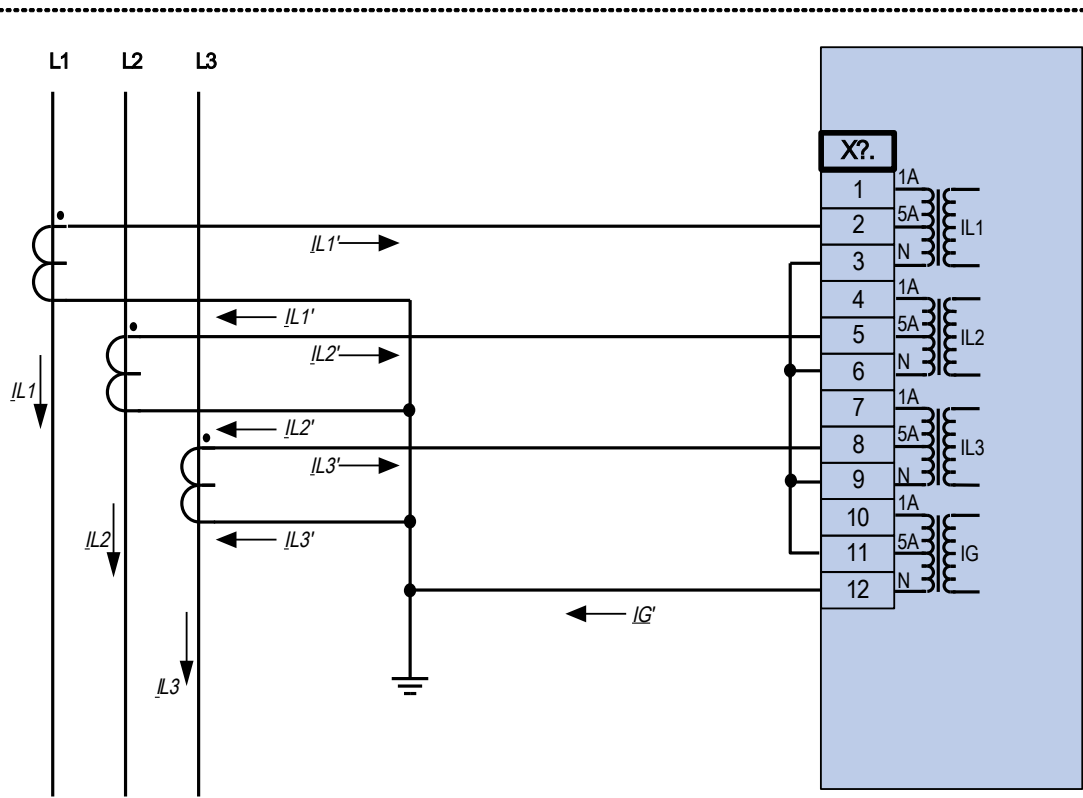 L1 L2 L3
X?.
1 1A
2 5A IL1
IL1'
3 N
4 1A
IL1'
5 5A IL2
IL2'
6 N
IL1
7 1A
IL2'
8 5A IL3
IL3'
9 N
10 1A
IL2
IL3'
11 5A IG
12 N
IG'
IL3